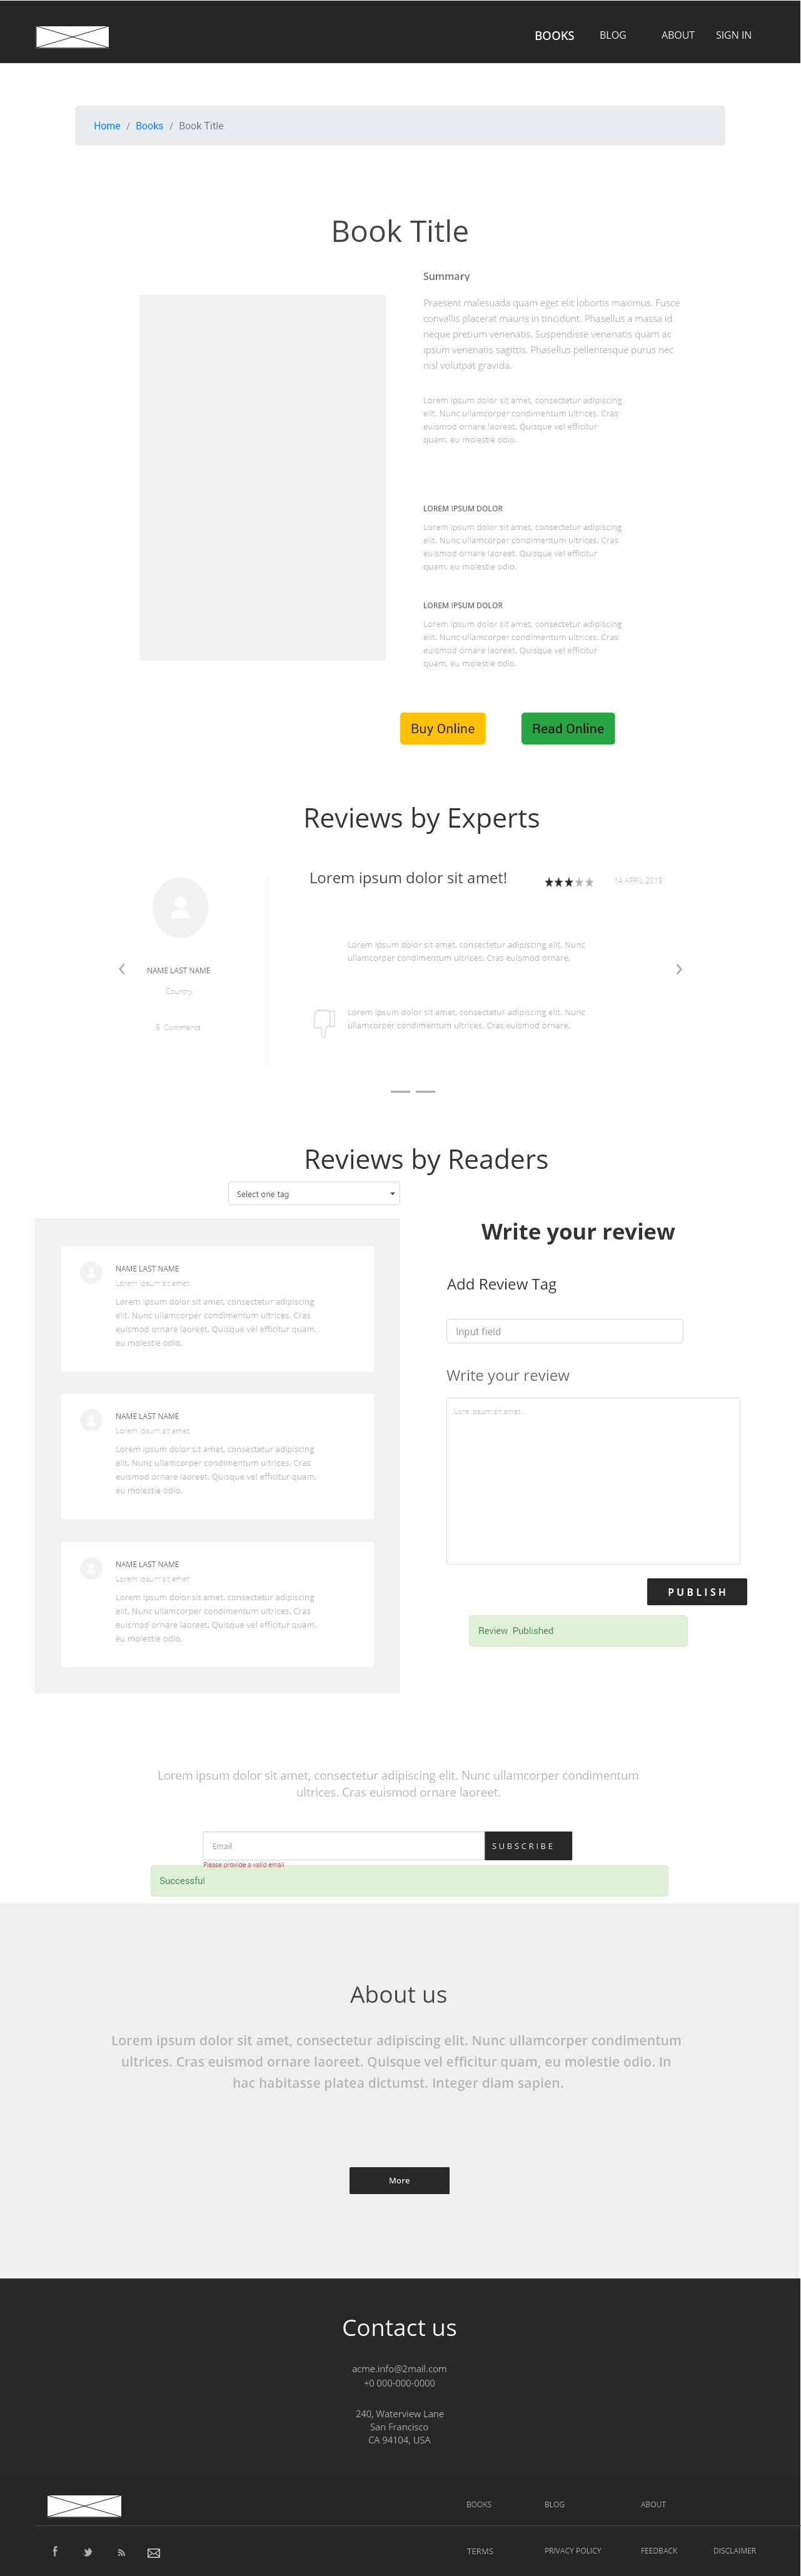 BOOKS BLOG ABOUT SIGN IN
Home / Books / Book Title
Book Title
Summary
Praesent malesuada quam eget elit lobortis maximus. Fusce
convallis placerat mauris in tincidunt. Phasellus a massa id
neque pretium venenatis. Suspendisse venenatis quam ac
ipsum venenatis sagittis. Phasellus pellentesque purus nec
nisl volutpat gravida.
Lorem ipsum dolor sit amet, consectetur adipiscing
elit. Nunc ullamcorper condimentum ultrices. Cras
euismod ornare laoreet. Quisque vel efficitur
quam, eu molestie odio.
LOREM IPSUM DOLOR
Lorem ipsum dolor sit amet, consectetur adipiscing
elit. Nunc ullamcorper condimentum ultrices. Cras
euismod ornare laoreet. Quisque vel efficitur
quam, eu molestie odio.
LOREM IPSUM DOLOR
Lorem ipsum dolor sit amet, consectetur adipiscing
elit. Nunc ullamcorper condimentum ultrices. Cras
euismod ornare laoreet. Quisque vel efficitur
quam, eu molestie odio.
Buy Online Read Online
Reviews by Experts
Lorem ipsum dolor sit amet!
14 APRIL 2013
Lorem ipsum dolor sit amet, consectetur adipiscing elit. Nunc
ullamcorper condimentum ultrices. Cras euismod ornare.
NAME LAST NAME
Country
5 Comments
Lorem ipsum dolor sit amet, consectetur adipiscing elit. Nunc
ullamcorper condimentum ultrices. Cras euismod ornare.
Reviews by Readers
Select one tag
NAME LAST NAME
Lorem ipsum sit amet
Lorem ipsum dolor sit amet, consectetur adipiscing
elit. Nunc ullamcorper condimentum ultrices. Cras
euismod ornare laoreet. Quisque vel efficitur quam,
eu molestie odio.
NAME LAST NAME
Lorem ipsum sit amet
Lorem ipsum dolor sit amet, consectetur adipiscing
elit. Nunc ullamcorper condimentum ultrices. Cras
euismod ornare laoreet. Quisque vel efficitur quam,
eu molestie odio.
NAME LAST NAME
Lorem ipsum sit amet
Lorem ipsum dolor sit amet, consectetur adipiscing
elit. Nunc ullamcorper condimentum ultrices. Cras
euismod ornare laoreet. Quisque vel efficitur quam,
eu molestie odio.
Write your review
Add Review Tag
Input field
Write your review
Lore ipsum sit amet...
PUBLISH
Review Published
Lorem ipsum dolor sit amet, consectetur adipiscing elit. Nunc ullamcorper condimentum
ultrices. Cras euismod ornare laoreet.
Email SUBSCRIBE
Please provide a valid email
Successful
About us
Lorem ipsum dolor sit amet, consectetur adipiscing elit. Nunc ullamcorper condimentum
ultrices. Cras euismod ornare laoreet. Quisque vel efficitur quam, eu molestie odio. In
hac habitasse platea dictumst. Integer diam sapien.
More
Contact us
acme.info@2mail.com
+0 000-000-0000
240, Waterview Lane
San Francisco
CA 94104, USA
BOOKS BLOG ABOUT
TERMS PRIVACY POLICY FEEDBACK DISCLAIMER